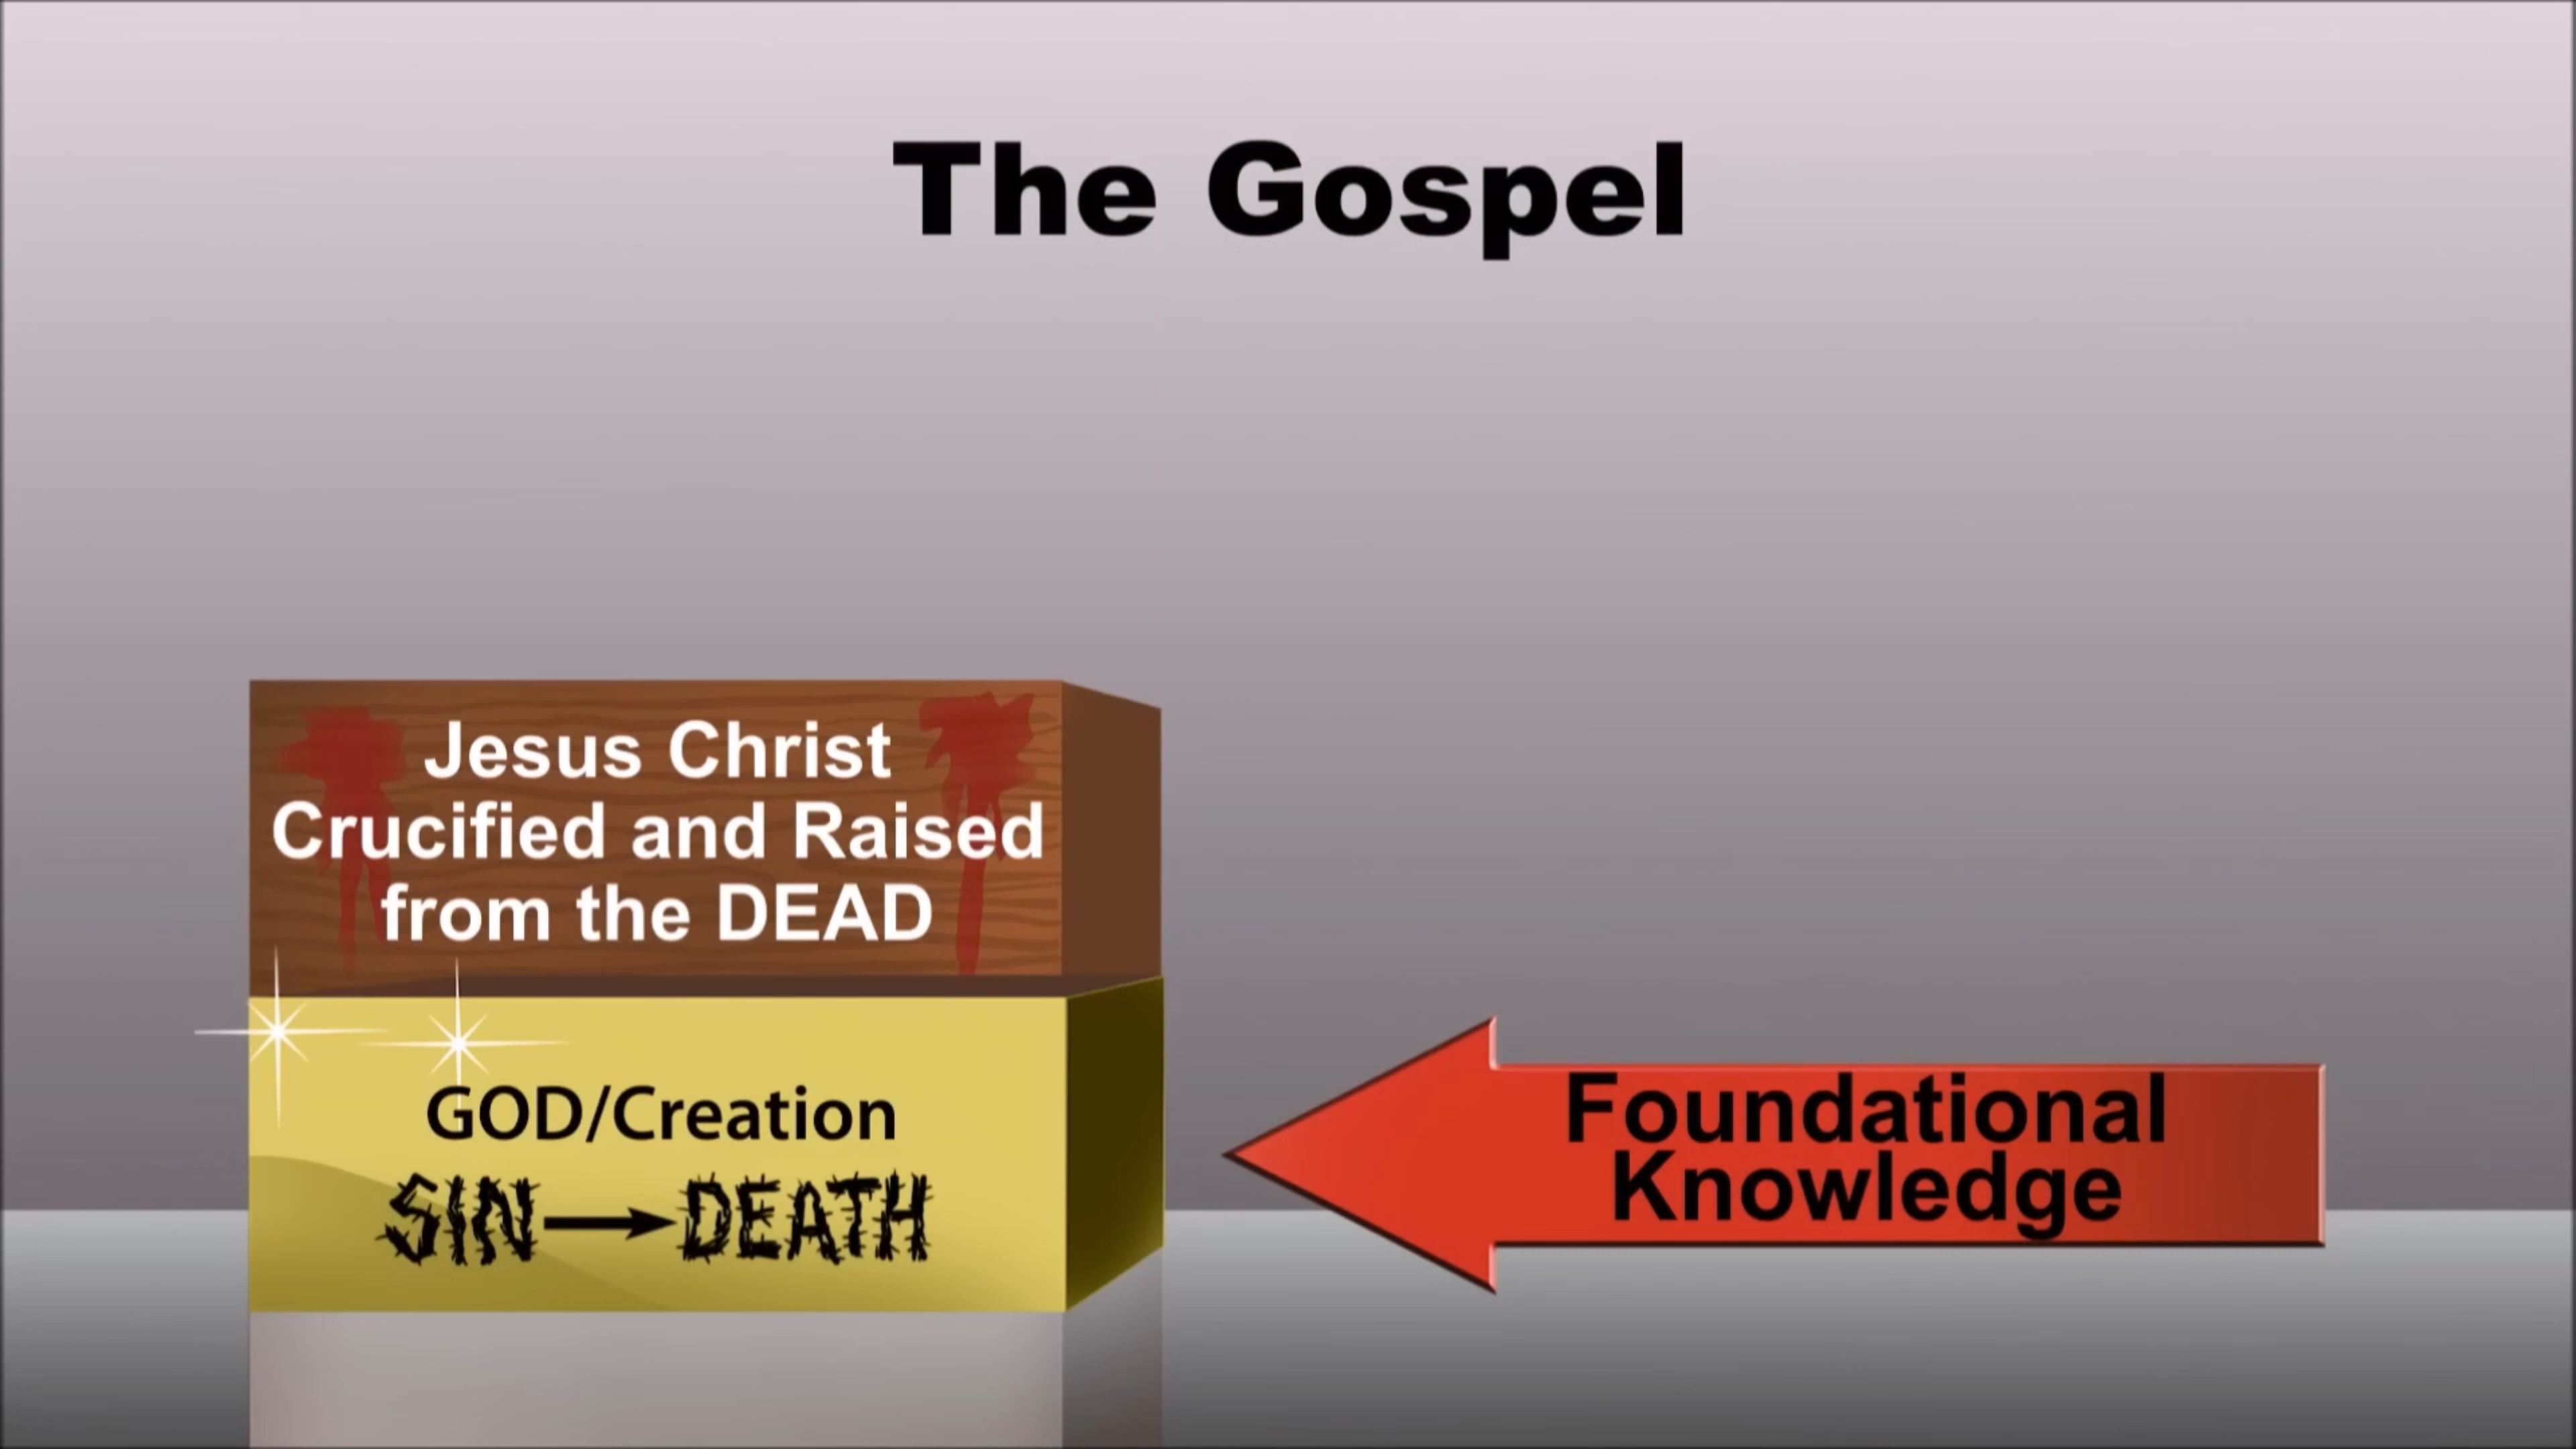 The Gospel
Jesus Christ
Crucified and Raised
from the DEAD
GOD/Creation
SIN→DEATH
Foundational
Knowledge